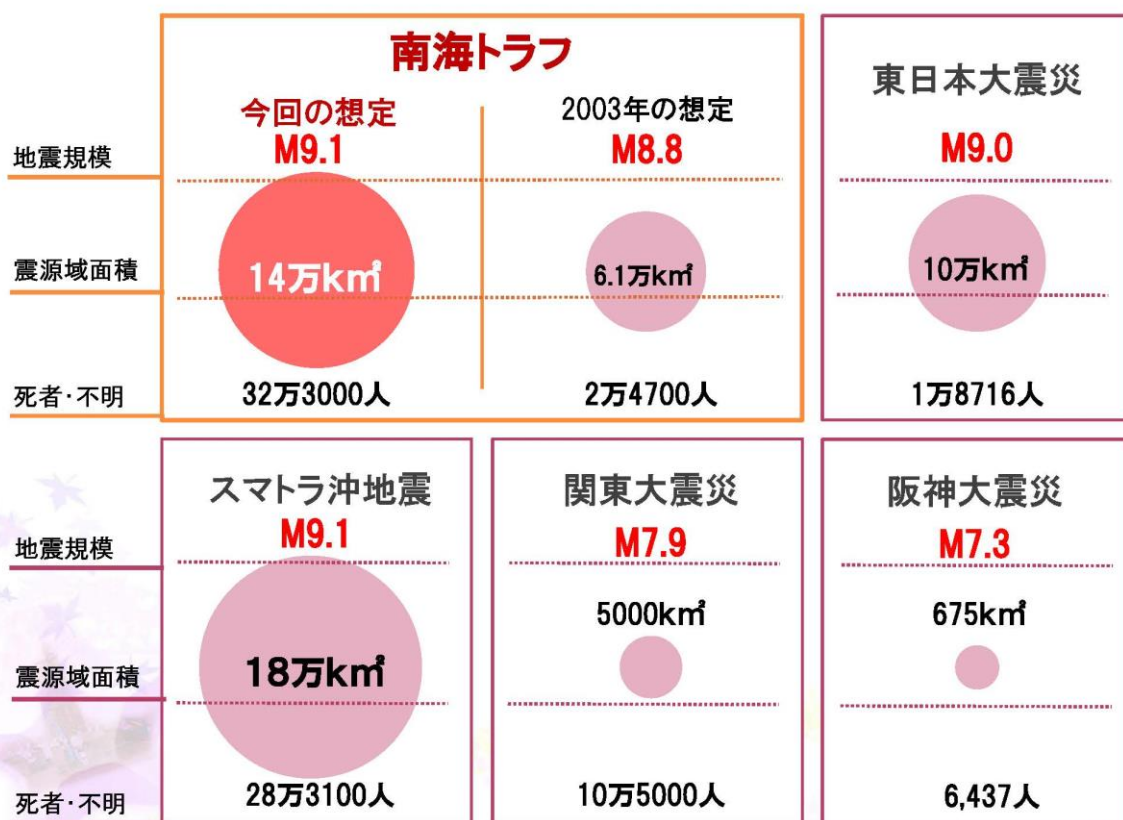 南海トラフ
今回の想定
2003年の想定
東日本大震災
地震規模
M9.1
M8.8
M9.0
震源域面積
14万k㎡
6.1万k㎡
10万k㎡
死者・不明
32万3000人
2万4700人
1万8716人
スマトラ沖地震
関東大震災
阪神大震災
地震規模
M9.1
M7.9
M7.3
震源域面積
18万k㎡
5000k㎡
675k㎡
死者・不明
28万3100人
10万5000人
6,437人